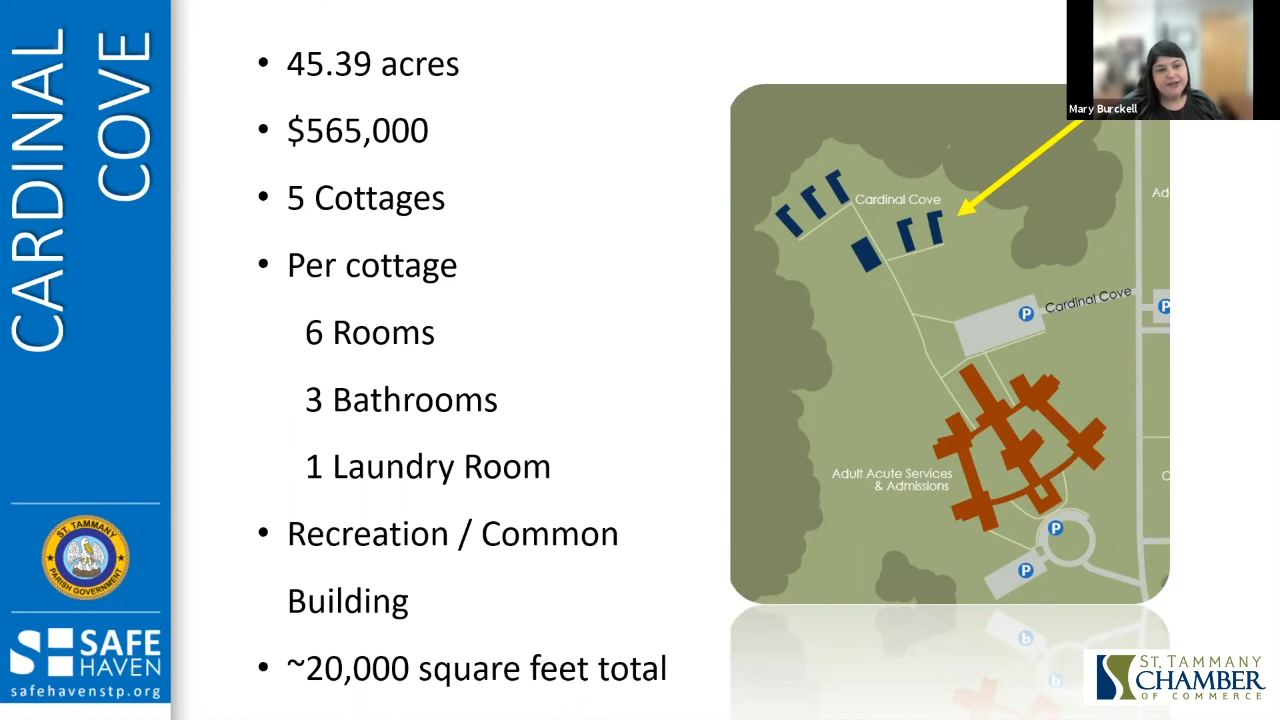 CARDINAL
COVE
• 45.39 acres
• $565,000
• 5 Cottages
• Per cottage
6 Rooms
3 Bathrooms
1 Laundry Room
• Recreation / Common
Building
• ~20,000 square feet total
Mary Burckell
Cardinal Cove
Ad
Cardinal Cove
P
P
Adult Acute Services
& Admissions
C
P
P
ST. TAMMANY
PARISH GOVERNMENT
SAFE
HAVEN
safehavenstp.org
ST. TAMMANY
CHAMBER
OF COMMERCE